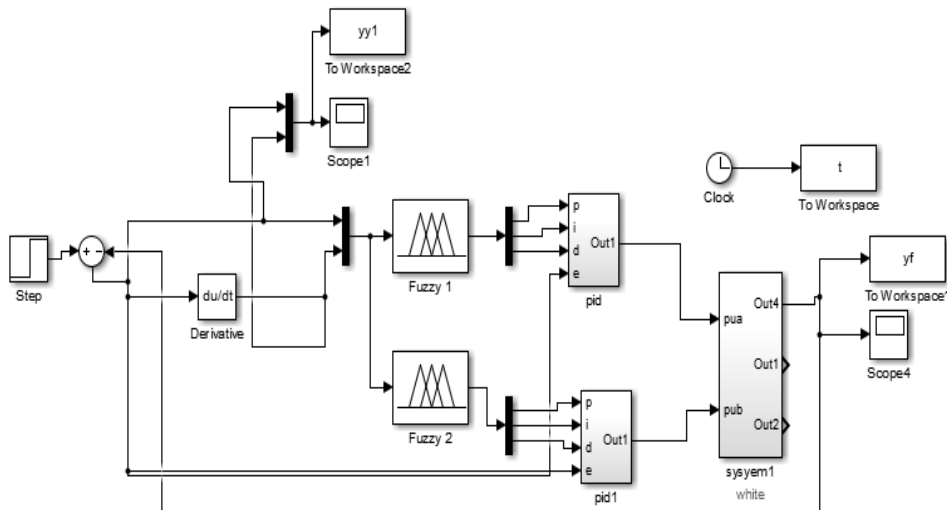 yy1
To Workspace2
Scope1
Clock
t
To Workspace
Step
+ -
du/dt
Derivative
Fuzzy 1
p
i
d
e
Out1
pid
Fuzzy 2
p
i
d
e
Out1
pid1
pua
pub
Out4
Out1
Out2
sysyem1
white
yf
To Workspace1
Scope4